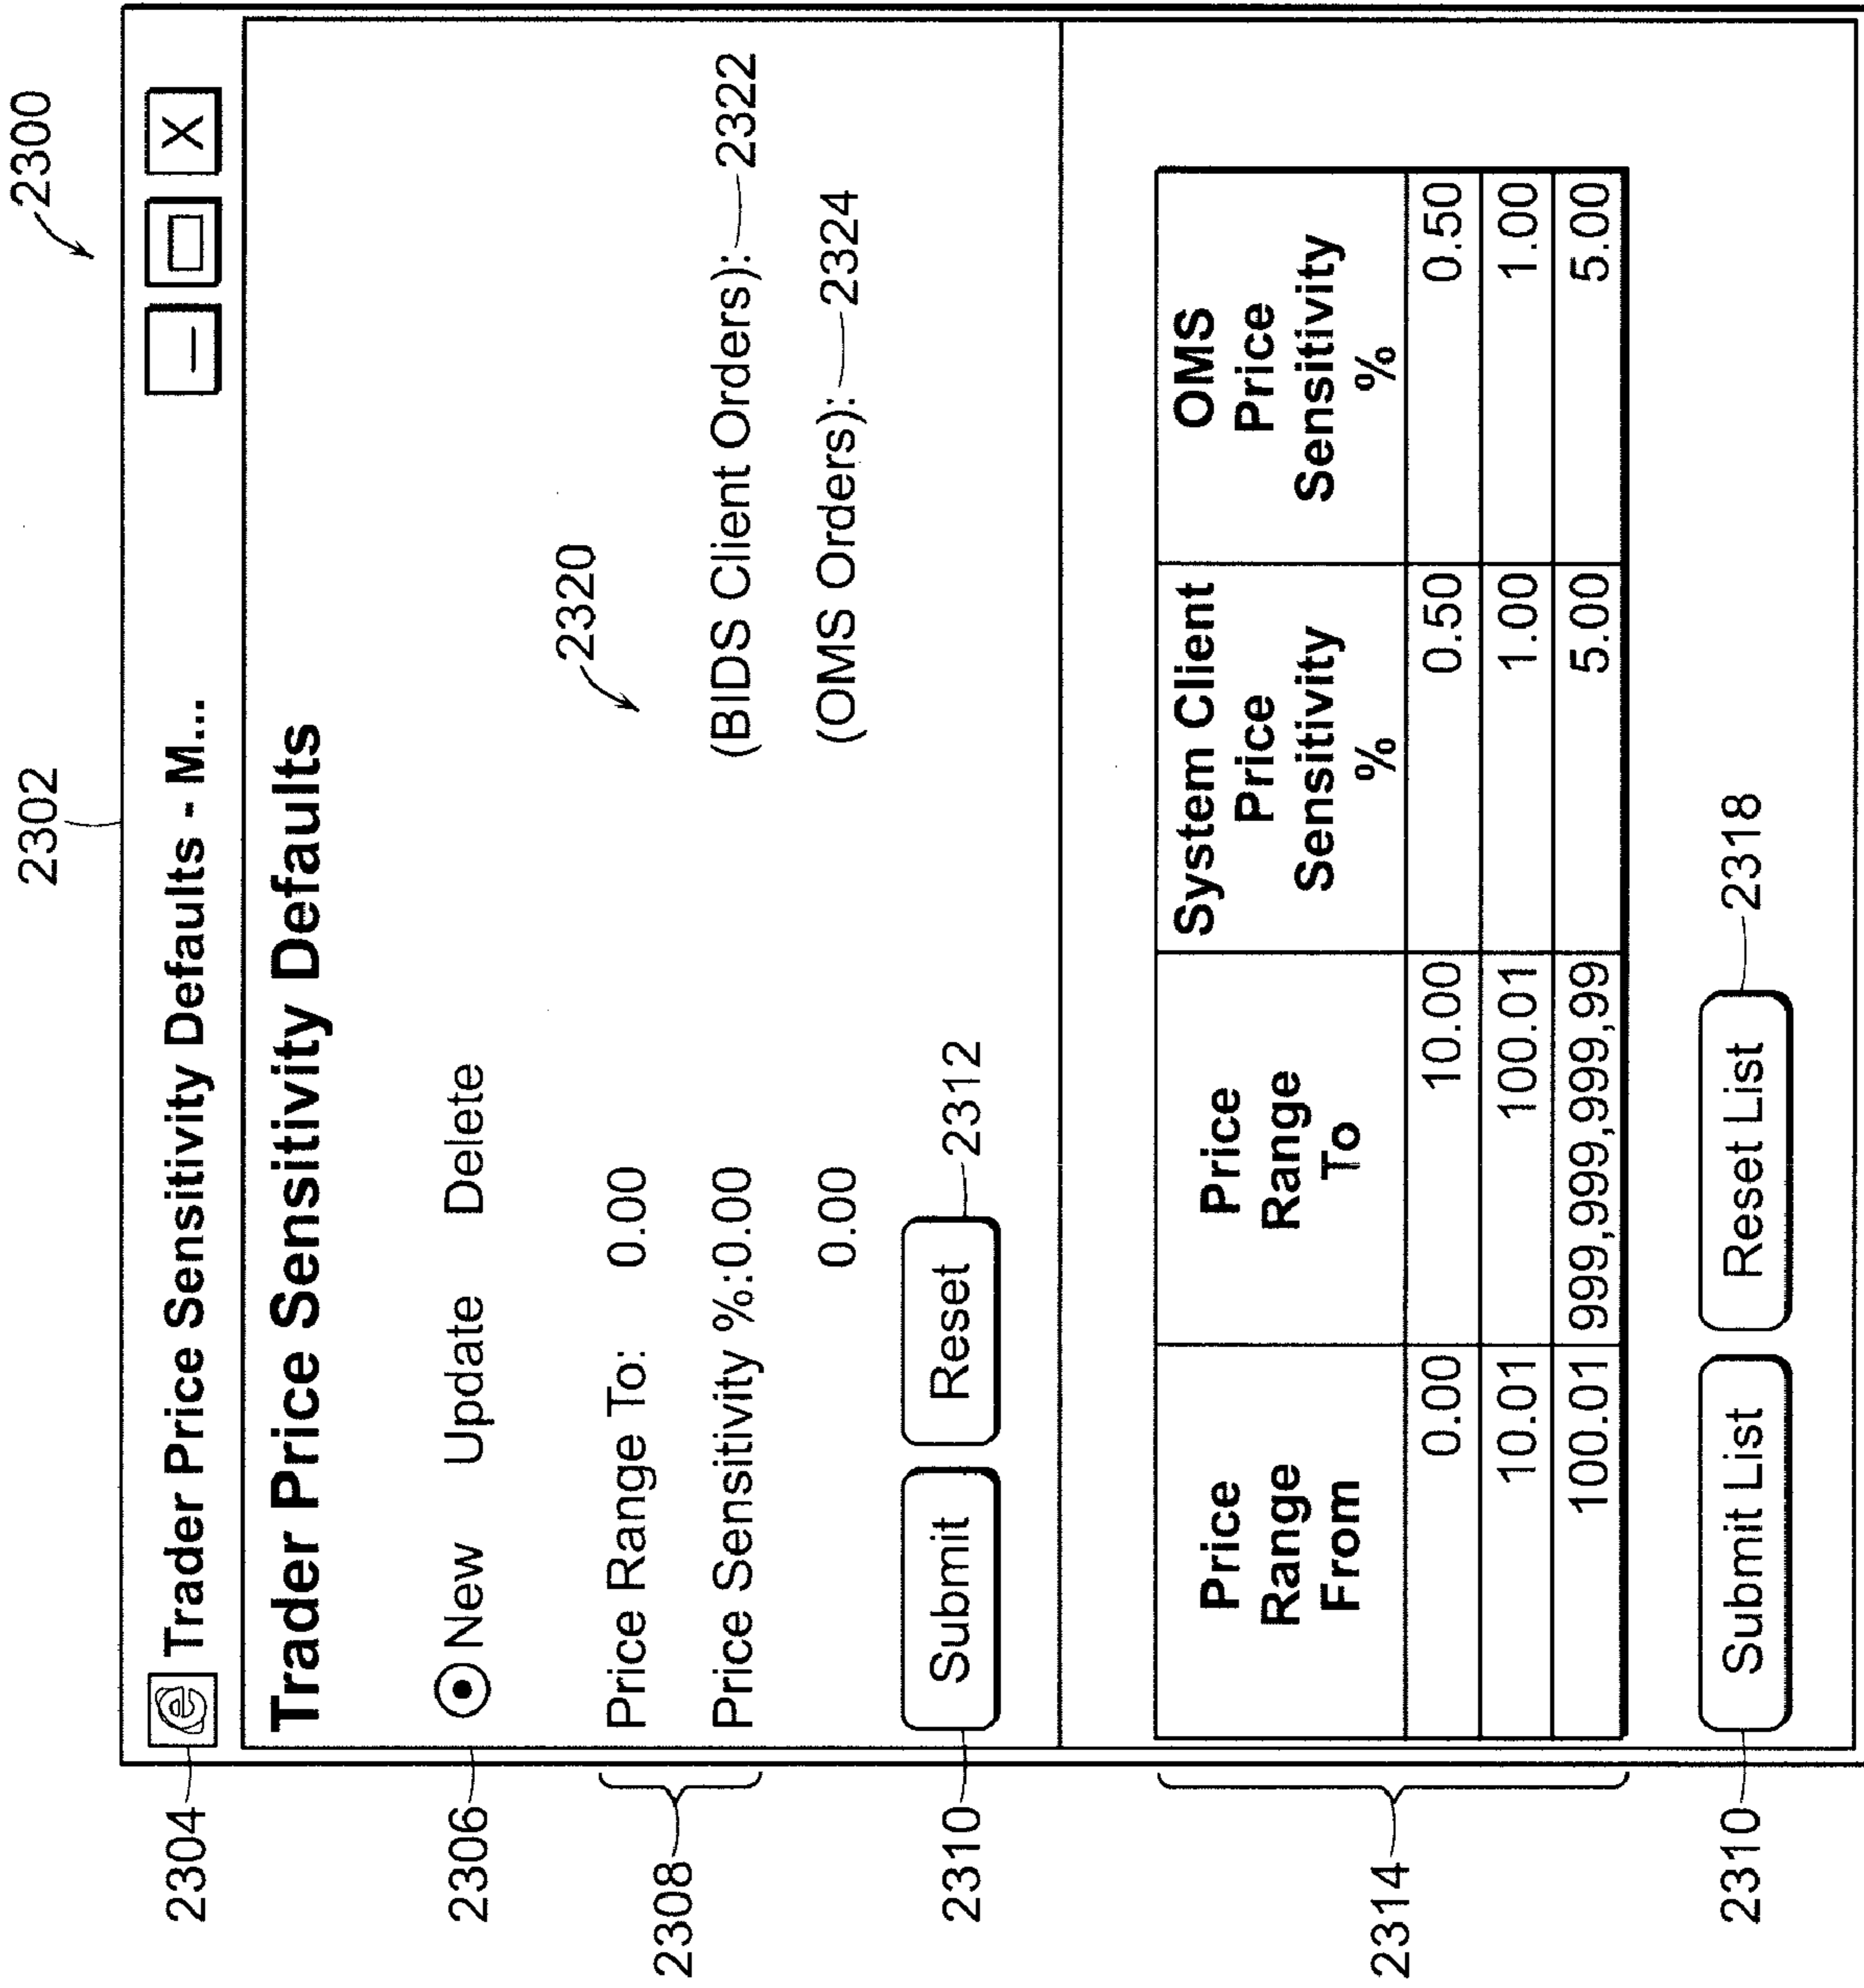 2300
2302
2304
Trader Price Sensitivity Defaults - M...
X
Trader Price Sensitivity Defaults
2306
New Update Delete
2320
2308
Price Range To: 0.00
Price Sensitivity %:0.00 (BIDS Client Orders): 2322
0.00 (OMS Orders): 2324
2310 Submit Reset 2312
2314
Price Range From Price Range To System Client Price Sensitivity % OMS Price Sensitivity %
0.00 10.00 0.50 0.50
10.01 100.01 1.00 1.00
100.01 9999,9999,999,999,99 5.00 5.00
2310 Submit List Reset List 2318